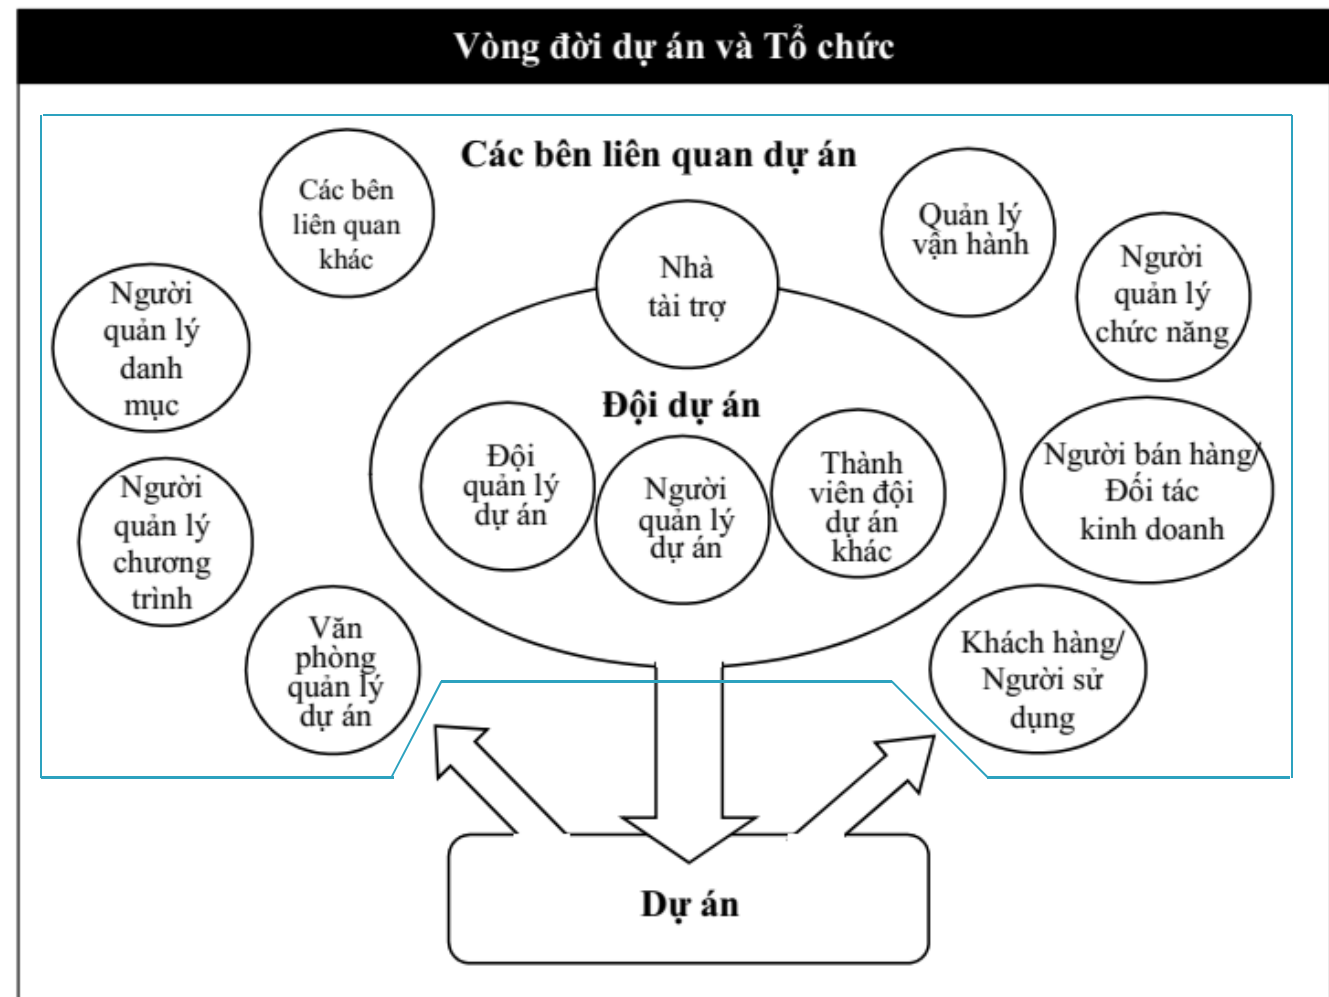 Vòng đời dự án và Tổ chức
Các bên liên quan dự án
Các bên
liên quan
khác
Quản lý
vận hành
Nhà
tài trợ
Người
quản lý
chức năng
Người
quản lý
danh
mục
Đội dự án
Đội
quản lý
dự án
Người
quản lý
dự án
Thành
viên đội
dự án
khác
Người bán hàng/
Đối tác
kinh doanh
Người
quản lý
chương
trình
Văn
phòng
quản lý
dự án
Khách hàng/
Người sử
dụng
Dự án